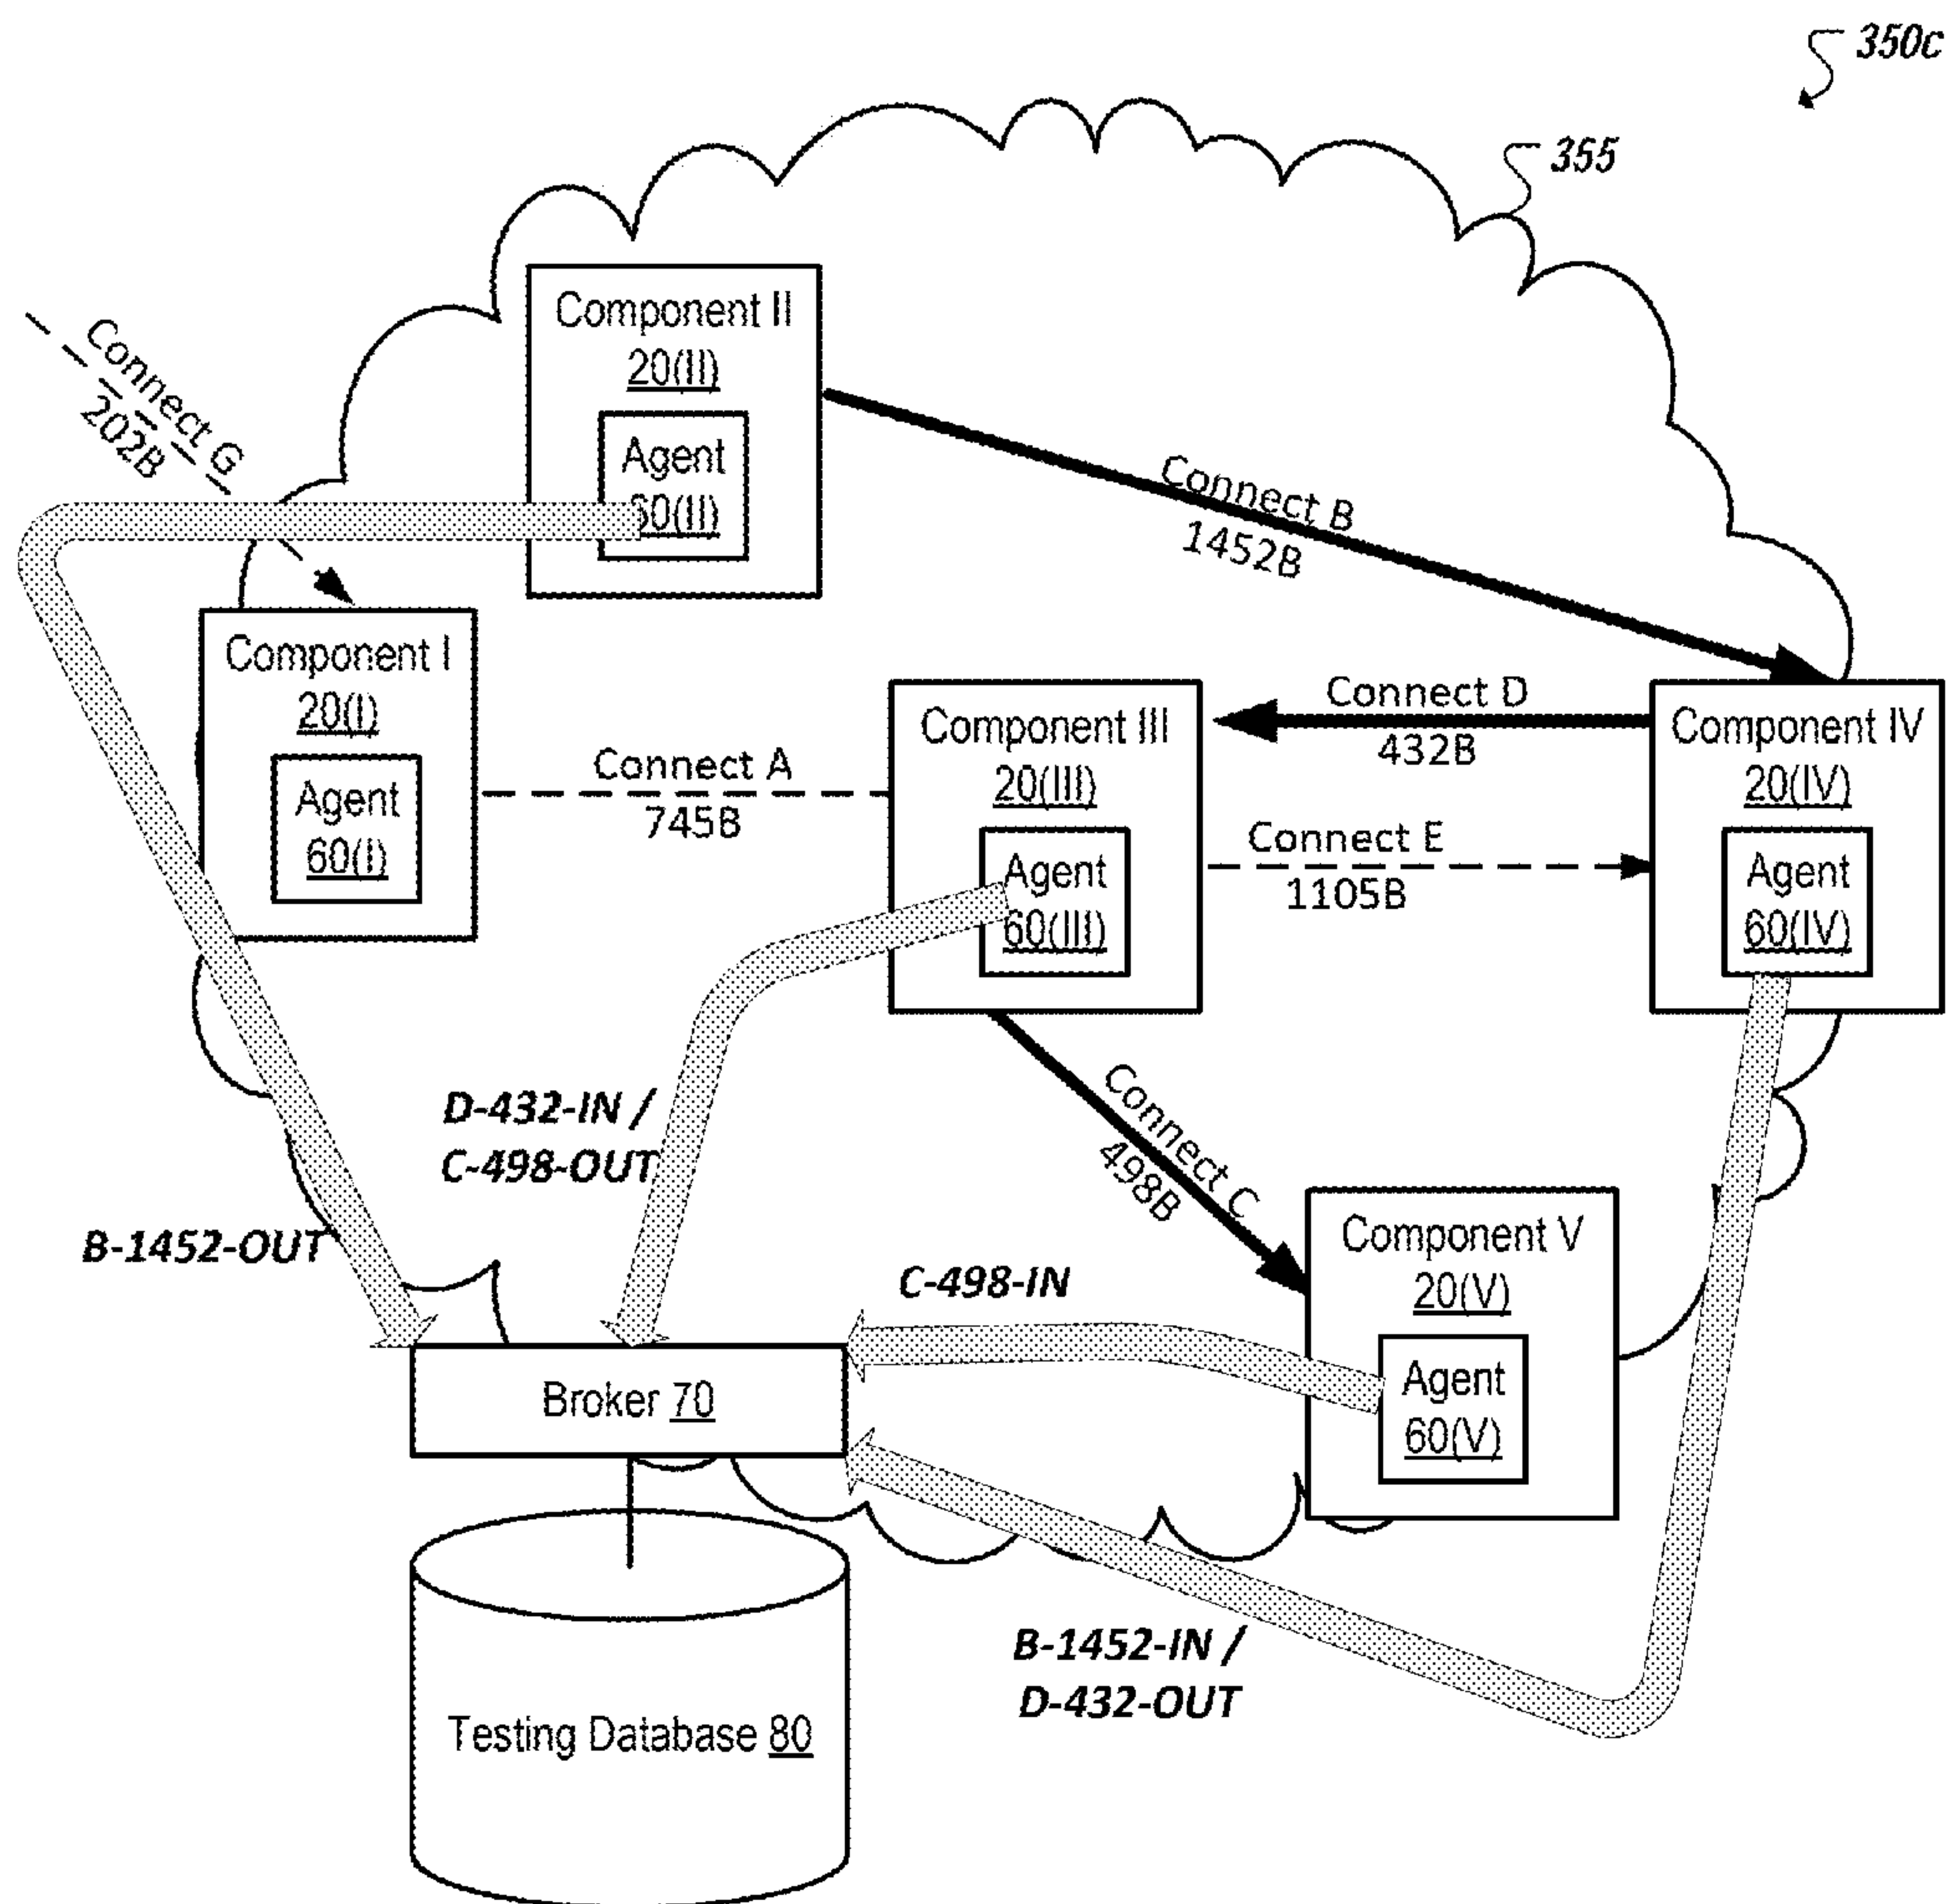 350c
355
Component II
20(II)
Agent
60(II)
Connect G
202B
Connect B
1452B
Component I
20(I)
Agent
60(I)
Connect A
745B
Component III
20(III)
Agent
60(III)
Connect D
432B
Connect E
1105B
Component IV
20(IV)
Agent
60(IV)
D-432-IN /
C-498-OUT
Connect C
498B
B-1452-OUT
C-498-IN
Component V
20(V)
Agent
60(V)
Broker 70
B-1452-IN /
D-432-OUT
Testing Database 80